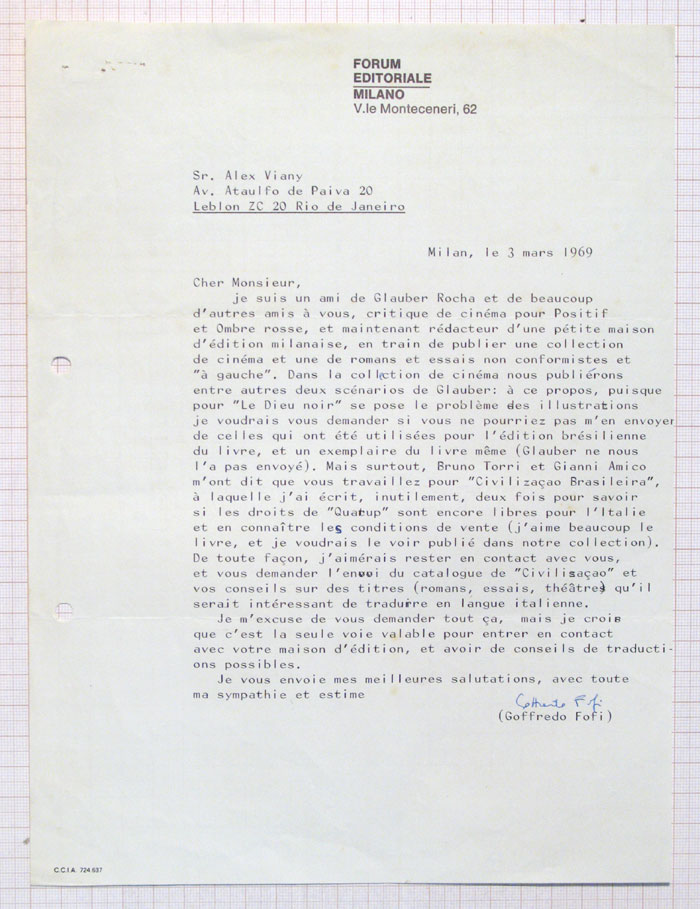 FORUM
EDITORIALE
MILANO
V.le Monteceneri, 62
Sr. Alex Viany
Av. Ataulfo de Paiva 20
Leblon ZC 20 Rio de Janeiro
Milan, le 3 mars 1969
Cher Monsieur,
je suis un ami de Glauber Rocha et de beaucoup
d'autres amis à vous, critique de cinéma pour Positif
et Ombre rosse, et maintenant rédacteur d'une pétite maison
d'édition milanaise, en train de publier une collection
de cinéma et une de romans et essais non conformistes et
"à gauche". Dans la collection de cinéma nous publiérons
entre autres deux scénarios de Glauber: à ce propos, puisque
pour "Le Dieu noir" se pose le problème des illustrations
je voudrais vous demander si vous ne pourriez pas m'en envoyer
de celles qui ont été utilisées pour l'édition brésilienne
du livre, et un exemplaire du livre même (Glauber ne nous
l'a pas envoyé). Mais surtout, Bruno Torri et Gianni Amico
m'ont dit que vous travaillez pour "Civilizaçao Brasileira",
à laquelle j'ai écrit, inutilement, deux fois pour savoir
si les droits de "Quarup" sont encore libres pour l'Italie
et en connaître les conditions de vente (j'aime beaucoup le
livre, et je voudrais le voir publié dans notre collection).
De toute façon, j'aimérais rester en contact avec vous,
et vous demander l'envoi du catalogue de "Civilisaçao" et
vos conseils sur des titres (romans, essais, théâtre) qu'il
serait intéressant de traduire en langue italienne.
Je m'excuse de vous demander tout ça, mais je crois
que c'est la seule voie valable pour entrer en contact
avec votre maison d'édition, et avoir de conseils de traducti-
ons possibles.
Je vous envoie mes meilleures salutations, avec toute
ma sympathie et estime
Goffredo Fofi
(Goffredo Fofi)
C.C.I.A. 724.637